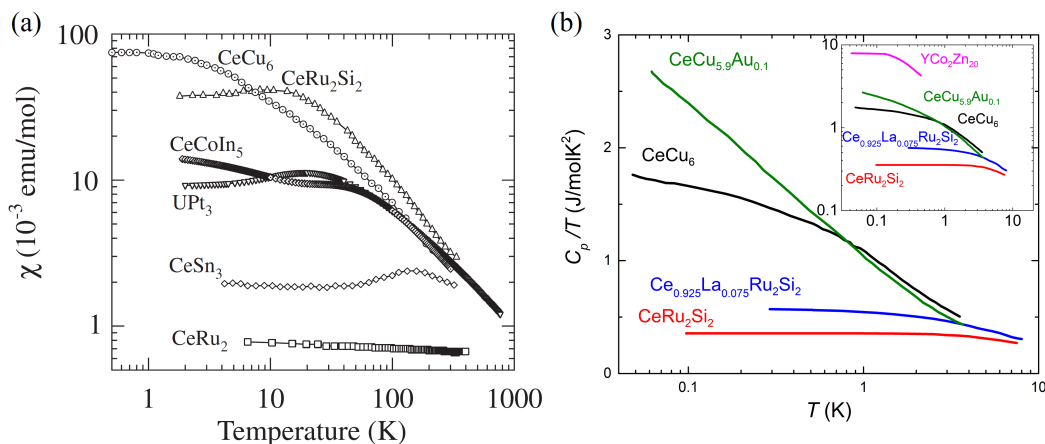 (a)
100
10
1
χ (10⁻³ emu/mol)
CeCu₆
CeRu₂Si₂
CeCoIn₅
UPt₃
CeSn₃
CeRu₂
1 10 100 1000
Temperature (K)
(b)
3
2
1
0
Cₚ/T (J/molK²)
CeCu₅.₉Au₀.₁
CeCu₆
Ce₀.₉₂₅La₀.₀₇₅Ru₂Si₂
CeRu₂Si₂
0.1 1 10
T (K)
10
1
0.1
YCo₂Zn₂₀
CeCu₅.₉Au₀.₁
CeCu₆
Ce₀.₉₂₅La₀.₀₇₅Ru₂Si₂
CeRu₂Si₂
0.1 1 10